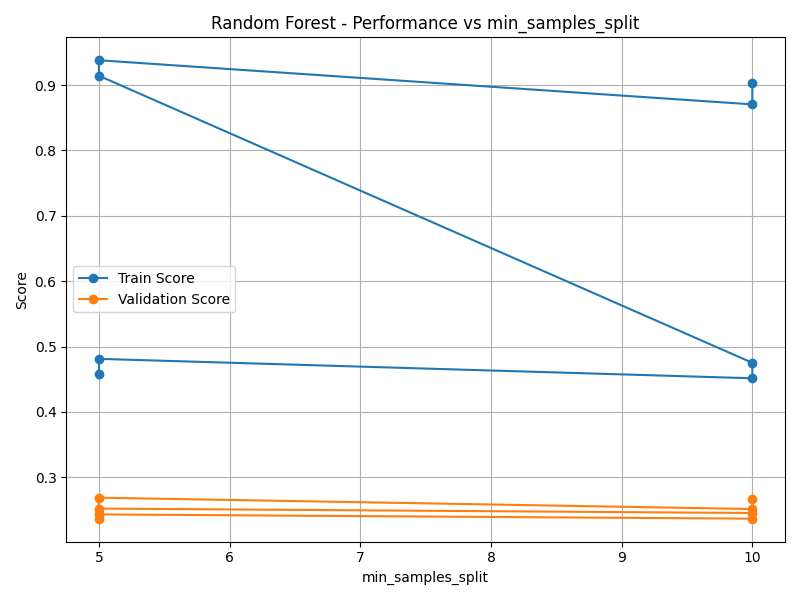 Random Forest - Performance vs min_samples_split
Score
0.9
0.8
0.7
0.6
0.5
0.4
0.3
Train Score
Validation Score
5 6 7 8 9 10
min_samples_split